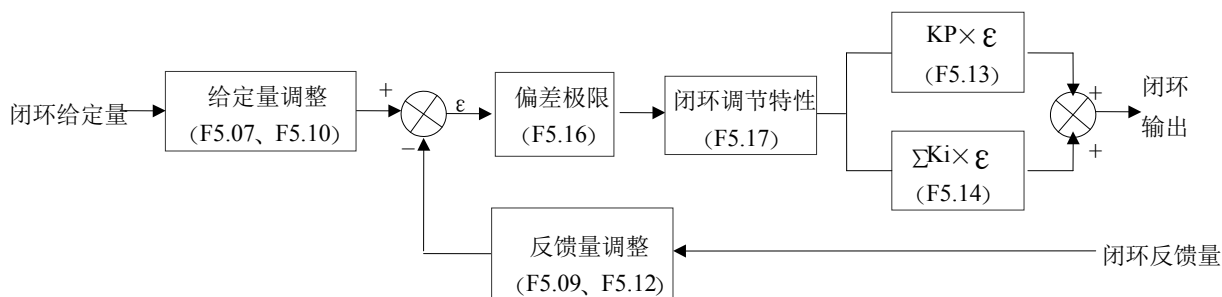 闭环给定量
给定量调整
(F5.07、F5.10)
+
−
ε
偏差极限
(F5.16)
闭环调节特性
(F5.17)
KP× ε
(F5.13)
∑Ki× ε
(F5.14)
+
+
闭环
输出
反馈量调整
(F5.09、F5.12)
闭环反馈量